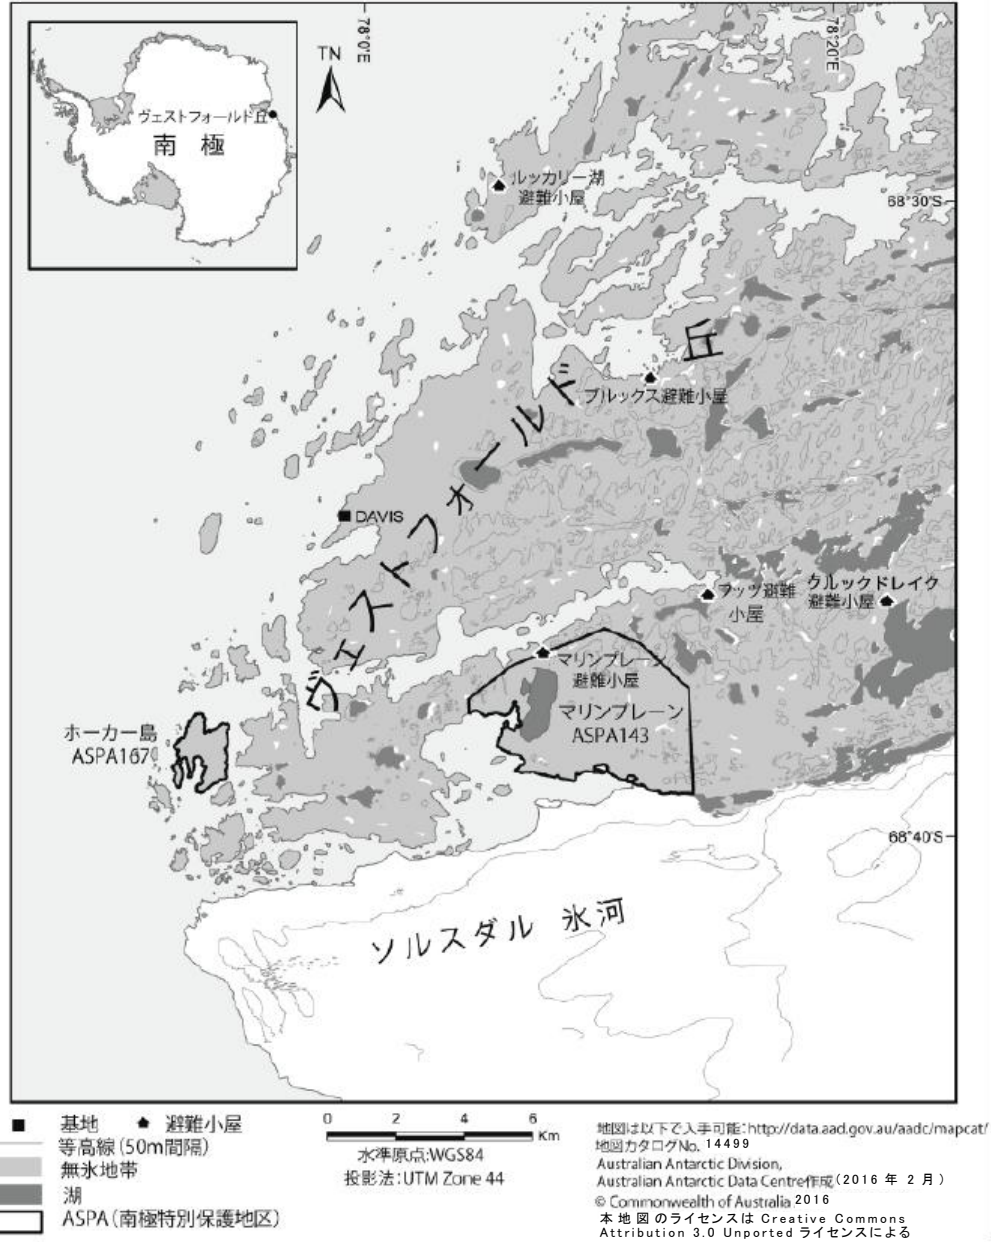 78°0'E
78°20'E
TN
ヴェストフォールド丘
南 極
ルッカリー湖
避難小屋
68°30'S
ヴェストフォールド 丘
ブルックス避難小屋
DAVIS
ワッツ避難
小屋
クルックドレイク
避難小屋
マリンプレーン
避難小屋
マリンプレーン
ASPA143
ホーカー島
ASPA167
68°40'S
ソルスダル 氷河
基地 避難小屋
等高線(50m間隔)
無氷地帯
湖
ASPA(南極特別保護地区)
0 2 4 6
Km
水準原点:WGS84
投影法:UTM Zone 44
地図は以下で入手可能:http://data.aad.gov.au/aadc/mapcat/
地図カタログNo. 14499
Australian Antarctic Division,
Australian Antarctic Data Centre作成(2016 年 2 月)
© Commonwealth of Australia 2016
本地図のライセンスは Creative Commons
Attribution 3.0 Unported ライセンスによる